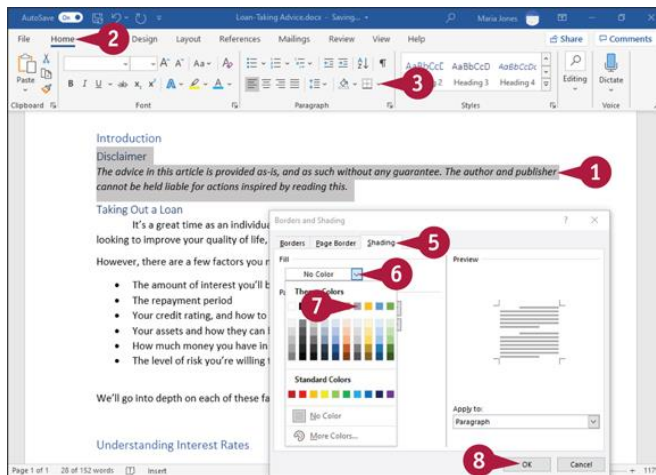 AutoSave On Loan-Taking Advice.docx - Saving... Maria Jones
File Home Design Layout References Mailings Review View Help Share Comments
2
Paste B I U ab x₂ x² A A A Aa A ¶ AaBbCcC AaBbCcD AaBbCcDc Editing Dictate
3 2 Heading 3 Heading 4
Clipboard Font Paragraph Styles Voice
Introduction
Disclaimer
The advice in this article is provided as-is, and as such without any guarantee. The author and publisher
1
cannot be held liable for actions inspired by reading this.
Taking Out a Loan
It's a great time as an individua
looking to improve your quality of life,
However, there are a few factors you
• The amount of interest you'll b
• The repayment period
• Your credit rating, and how to
• Your assets and how they can
• How much money you have in
• The level of risk you're willing
We'll go into depth on each of these fa
Understanding Interest Rates
Borders and Shading ? ×
Borders Page Border Shading
5
Fill
No Color
6
Theme Colors
7
Standard Colors
No Color
More Colors...
Preview
Apply to:
Paragraph
8
OK Cancel
Page 1 of 1 28 of 152 words Insert